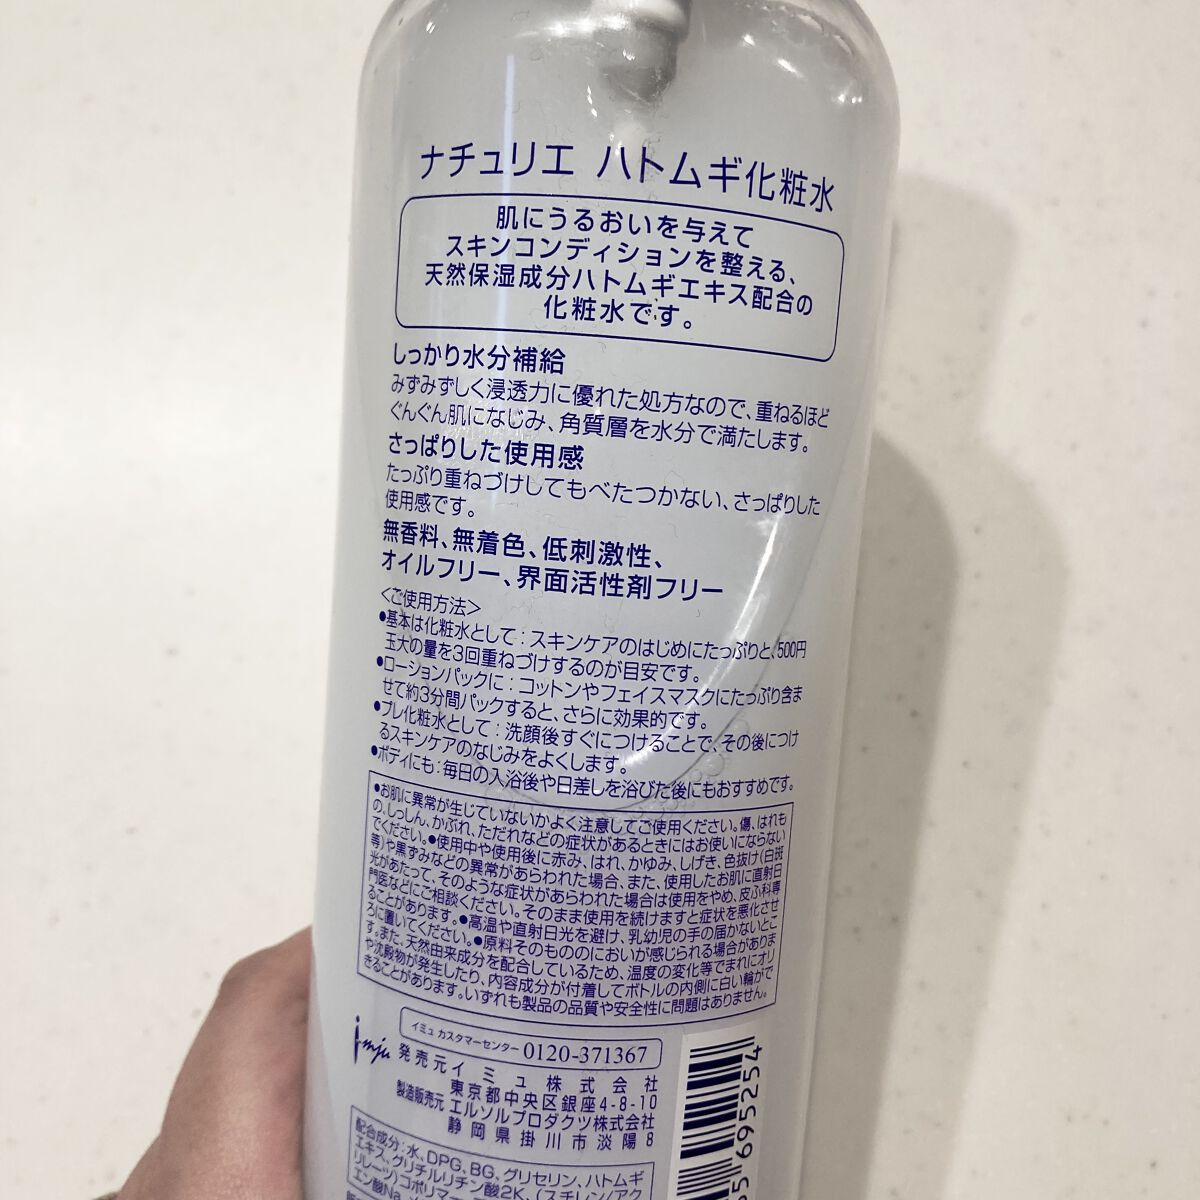 ナチュリエ ハトムギ化粧水
肌にうるおいを与えて
スキンコンディションを整える、
天然保湿成分ハトムギエキス配合の
化粧水です。
しっかり水分補給
みずみずしく浸透力に優れた処方なので、重ねるほど
ぐんぐん肌になじみ、角質層を水分で満たします。
さっぱりした使用感
たっぷり重ねづけしてもべたつかない、さっぱりした
使用感です。
無香料、無着色、低刺激性、
オイルフリー、界面活性剤フリー
<ご使用方法>
●基本は化粧水として：スキンケアのはじめにたっぷりと、500円
玉大の量を3回重ねづけするのが目安です。
●ローションパックに：コットンやフェイスマスクにたっぷり含ま
せて約3分間パックすると、さらに効果的です。
●プレ化粧水として：洗顔後すぐにつけることで、その後につけ
るスキンケアのなじみをよくします。
●ボディにも：毎日の入浴後や日差しを浴びた後にもおすすめです。
●お肌に異常が生じていないかよく注意してご使用ください。傷、はれも
の、しっしん、かぶれ、ただれなどの症状があるときにはお使いにならない
でください。●使用中や使用後に赤み、はれ、かゆみ、しげき、色抜け(白斑
等)や黒ずみなどの異常があらわれた場合、また、使用したお肌に直射日
光があたって、そのような症状があらわれた場合は使用をやめ、皮ふ科専
門医などにご相談ください。そのまま使用を続けますと症状を悪化させ
ることがあります。●高温や直射日光を避け、乳幼児の手の届かないとこ
ろに置いてください。●原料そのもののにおいが感じられる場合がありま
す。また、天然由来成分を配合しているため、温度の変化等でまれにオリ
や沈殿物が発生したり、内容成分が付着してボトルの内側に白い輪がで
きることがあります。いずれも製品の品質や安全性に問題はありません。
imju
イミュ カスタマーセンター 0120-371367
発売元 イミュ株式会社
東京都中央区銀座4-8-10
製造販売元 エルソルプロダクツ株式会社
静岡県掛川市淡陽8
695254
配合成分：水、DPG、BG、グリセリン、ハトムギ
エキス、グリチルリチン酸2K、(スチレン/アク
リレーツ)コポリマー
エン酸Na